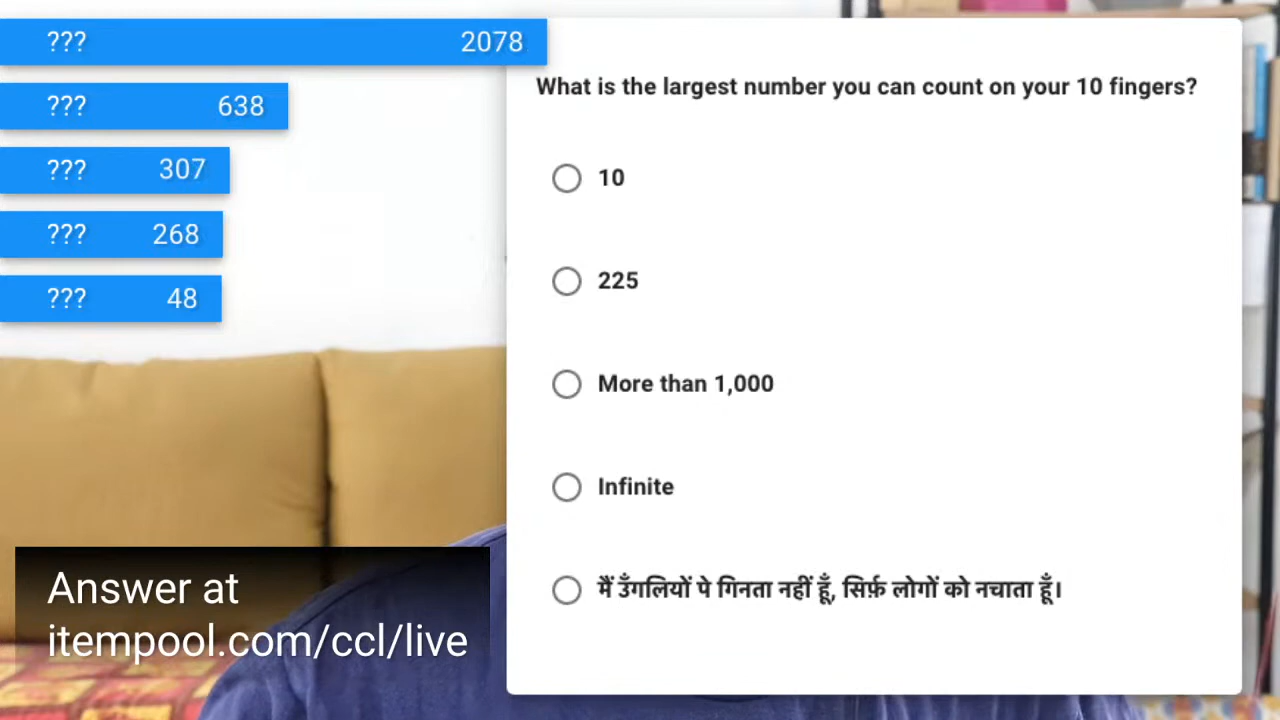 ??? 2078
??? 638
??? 307
??? 268
??? 48
What is the largest number you can count on your 10 fingers?
10
225
More than 1,000
Infinite
मैं उँगलियों पे गिनता नहीं हूँ, सिर्फ़ लोगों को नचाता हूँ।
Answer at
itempool.com/ccl/live